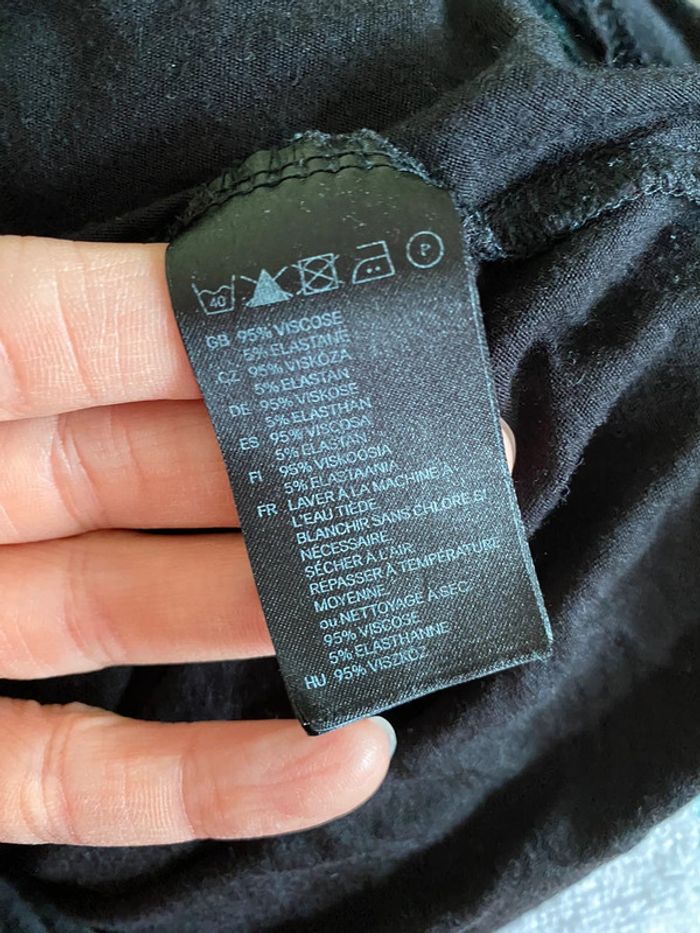 40 P
GB 95% VISCOSE
5% ELASTANE
CZ 95% VISKÓZA
5% ELASTAN
DE 95% VISKOSE
5% ELASTHAN
ES 95% VISCOSA
5% ELASTÁN
FI 95% VISKOOSIA
5% ELASTAANIA
FR LAVER À LA MACHINE À
L'EAU TIÈDE
BLANCHIR SANS CHLORE SI
NÉCESSAIRE
SÉCHER À L'AIR
REPASSER À TEMPÉRATURE
MOYENNE
ou NETTOYAGE À SEC
95% VISCOSE
5% ELASTHANNE
HU 95% VISZKÓZ